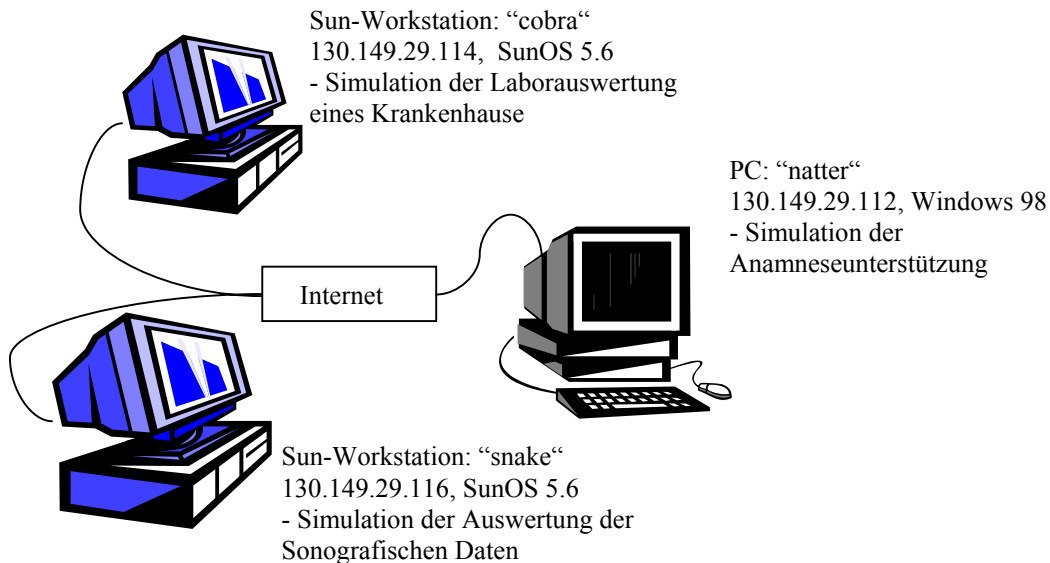 Sun-Workstation: “cobra“
130.149.29.114, SunOS 5.6
- Simulation der Laborauswertung
eines Krankenhause
PC: “natter“
130.149.29.112, Windows 98
- Simulation der
Anamneseunterstützung
Internet
Sun-Workstation: “snake“
130.149.29.116, SunOS 5.6
- Simulation der Auswertung der
Sonografischen Daten